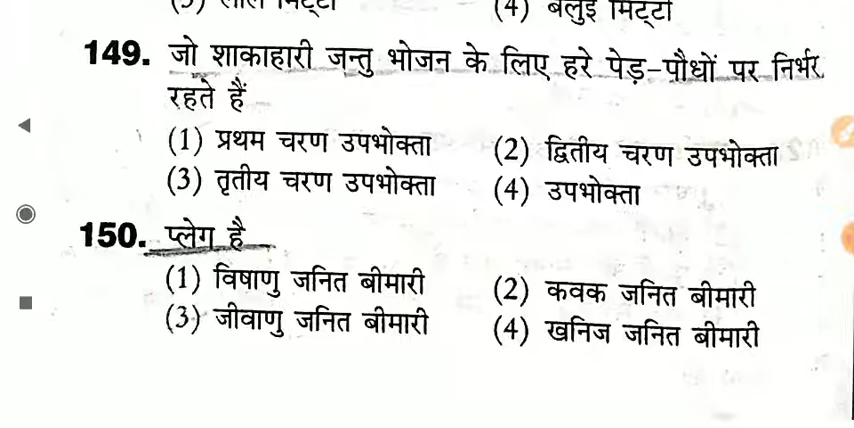 (3) लाल मिट्टी (4) बलुई मिट्टी
149. जो शाकाहारी जन्तु भोजन के लिए हरे पेड़-पौधों पर निर्भर
रहते हैं
(1) प्रथम चरण उपभोक्ता (2) द्वितीय चरण उपभोक्ता
(3) तृतीय चरण उपभोक्ता (4) उपभोक्ता
150. प्लेग है
(1) विषाणु जनित बीमारी (2) कवक जनित बीमारी
(3) जीवाणु जनित बीमारी (4) खनिज जनित बीमारी